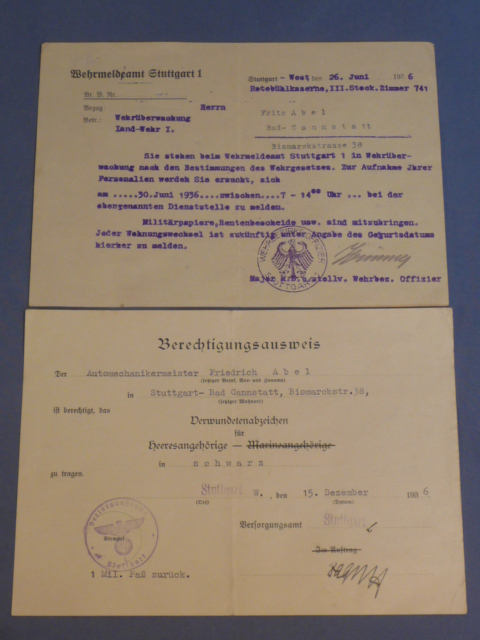 Wehrmeldeamt Stuttgart 1
Stuttgart - West den 26. Juni 1936
Rotebühlkaserne, III. Stock, Zimmer 741
Bezug
Herrn
Betr.: Wehrüberwachung
Land-Wehr I.
Fritz Abel
Bad- Cannstatt
Bismarckstrasse 38
Sie stehen beim Wehrmeldeamt Stuttgart 1 in Wehrüber-
wachung nach den Bestimmungen des Wehrgesetzes. Zur Aufnahme Ihrer
Personalien werden Sie ersucht, sich
am .....30.Juni 1936.....zwischen....7 - 14°° Uhr ... bei der
obengenannten Dienststelle zu melden.
Militärpapiere, Rentenbescheide usw. sind mitzubringen.
Jeder Wohnungswechsel ist zukünftig unter Angabe des Geburtsdatums
hierher zu melden.
STUTTGART
Major u. stellv. Wehrbez. Offizier
Berechtigungsausweis
Der Automechanikermeister Friedrich Abel
(jetziger Beruf, Vor- und Zuname)
in Stuttgart- Bad Cannstatt, Bismarckstr.38,
(jetziger Wohnort)
ist berechtigt, das
Verwundetenabzeichen
für
Heeresangehörige — Marineangehörige
in schwarz
zu tragen.
Stuttgart W., den 15. Dezember 1936
(Ort) (Datum)
Versorgungsamt Stuttgart
Stempel
Im Auftrag
1 Mil. Paß zurück.